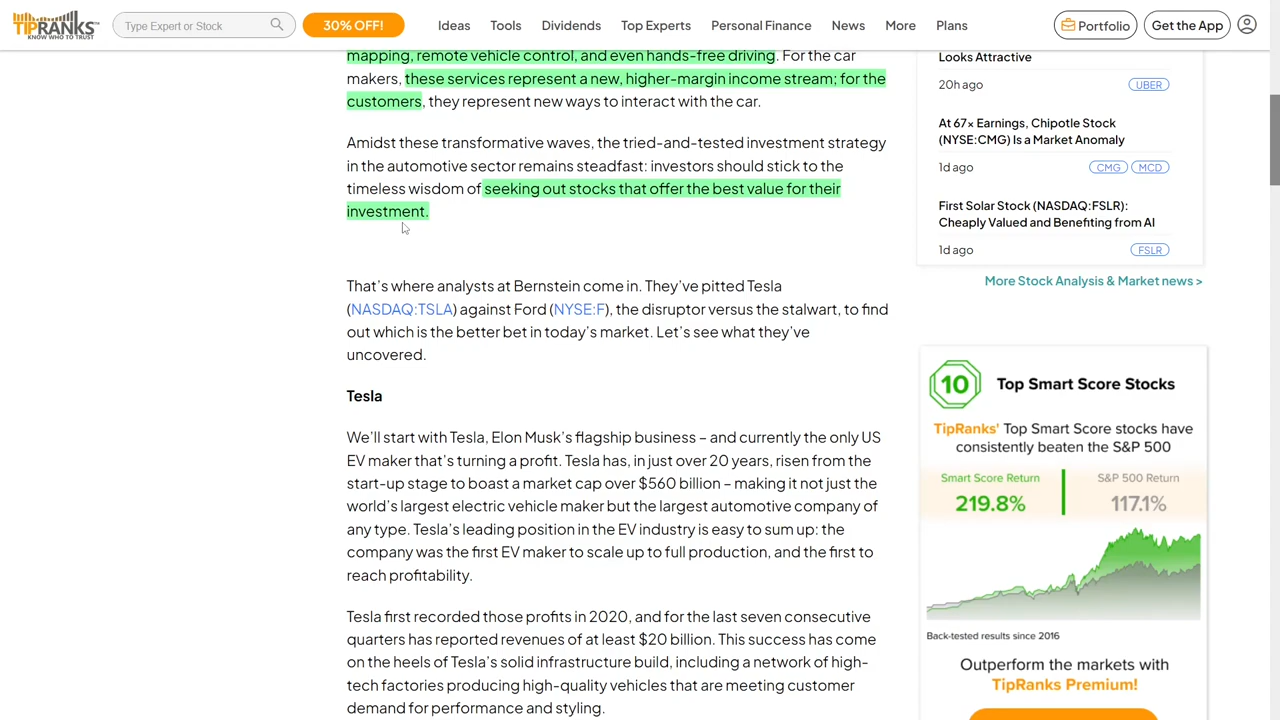 TIPRANKS
KNOW WHO TO TRUST
Type Expert or Stock
30% OFF!
Ideas
Tools
Dividends
Top Experts
Personal Finance
News
More
Plans
Portfolio
Get the App
mapping, remote vehicle control, and even hands-free driving. For the car
makers, these services represent a new, higher-margin income stream; for the
customers, they represent new ways to interact with the car.
Amidst these transformative waves, the tried-and-tested investment strategy
in the automotive sector remains steadfast: investors should stick to the
timeless wisdom of seeking out stocks that offer the best value for their
investment.
That’s where analysts at Bernstein come in. They’ve pitted Tesla
(NASDAQ:TSLA) against Ford (NYSE:F), the disruptor versus the stalwart, to find
out which is the better bet in today’s market. Let’s see what they’ve
uncovered.
Tesla
We’ll start with Tesla, Elon Musk’s flagship business – and currently the only US
EV maker that’s turning a profit. Tesla has, in just over 20 years, risen from the
start-up stage to boast a market cap over $560 billion – making it not just the
world’s largest electric vehicle maker but the largest automotive company of
any type. Tesla’s leading position in the EV industry is easy to sum up: the
company was the first EV maker to scale up to full production, and the first to
reach profitability.
Tesla first recorded those profits in 2020, and for the last seven consecutive
quarters has reported revenues of at least $20 billion. This success has come
on the heels of Tesla’s solid infrastructure build, including a network of high-
tech factories producing high-quality vehicles that are meeting customer
demand for performance and styling.
Looks Attractive
20h ago
UBER
At 67× Earnings, Chipotle Stock
(NYSE:CMG) Is a Market Anomaly
1d ago
CMG
MCD
First Solar Stock (NASDAQ:FSLR):
Cheaply Valued and Benefiting from AI
1d ago
FSLR
More Stock Analysis & Market news >
10
Top Smart Score Stocks
TipRanks' Top Smart Score stocks have
consistently beaten the S&P 500
Smart Score Return
219.8%
S&P 500 Return
117.1%
Back-tested results since 2016
Outperform the markets with
TipRanks Premium!